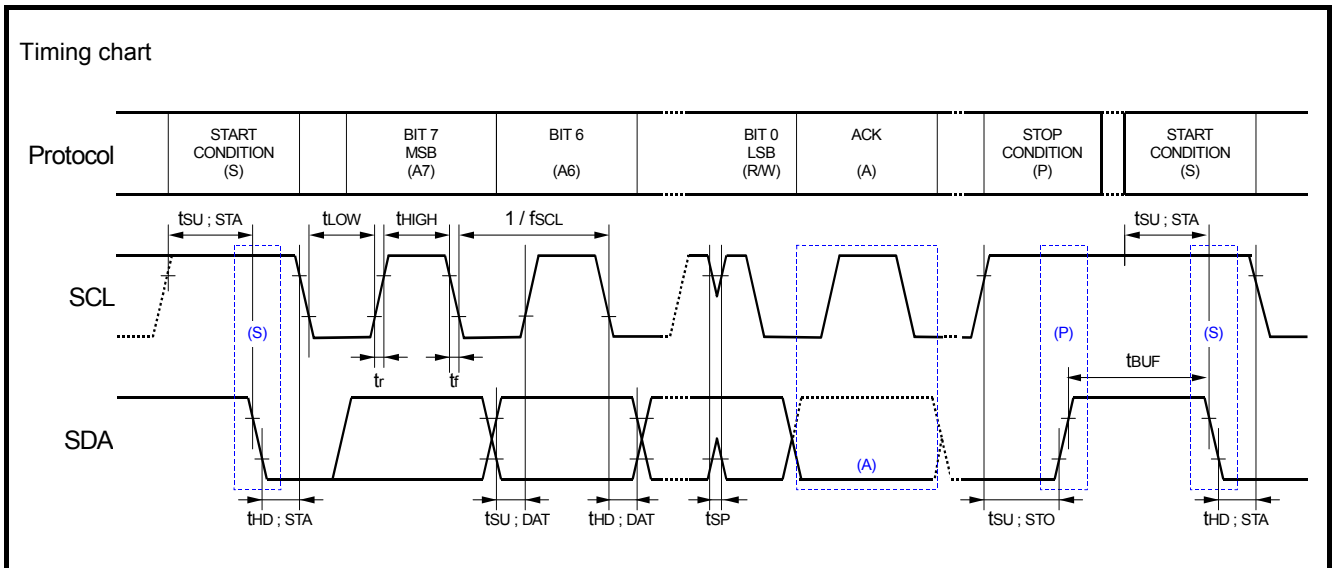 Timing chart
Protocol
START
CONDITION
(S)
BIT 7
MSB
(A7)
BIT 6
(A6)
BIT 0
LSB
(R/W)
ACK
(A)
STOP
CONDITION
(P)
START
CONDITION
(S)
tSU ; STA
tLOW
tHIGH
1 / fSCL
tSU ; STA
SCL
(S)
(P)
(S)
tr
tf
tBUF
SDA
(A)
tHD ; STA
tSU ; DAT
tHD ; DAT
tSP
tSU ; STO
tHD ; STA